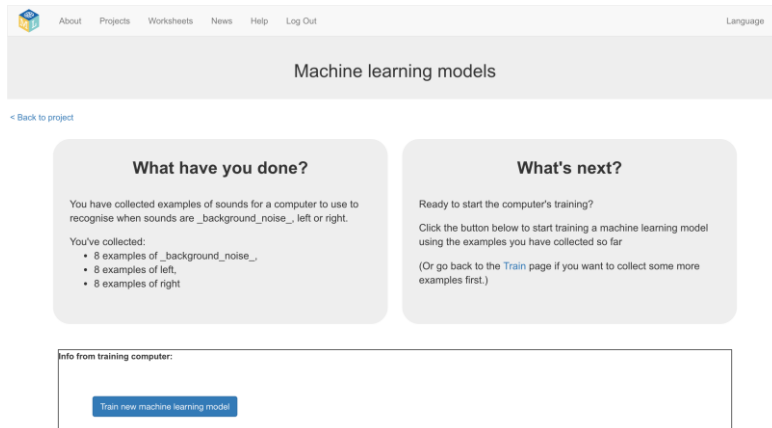 About Projects Worksheets News Help Log Out Language
Machine learning models
< Back to project
What have you done?
You have collected examples of sounds for a computer to use to
recognise when sounds are _background_noise_, left or right.
You've collected:
• 8 examples of _background_noise_,
• 8 examples of left,
• 8 examples of right
What's next?
Ready to start the computer's training?
Click the button below to start training a machine learning model
using the examples you have collected so far
(Or go back to the Train page if you want to collect some more
examples first.)
Info from training computer:
Train new machine learning model